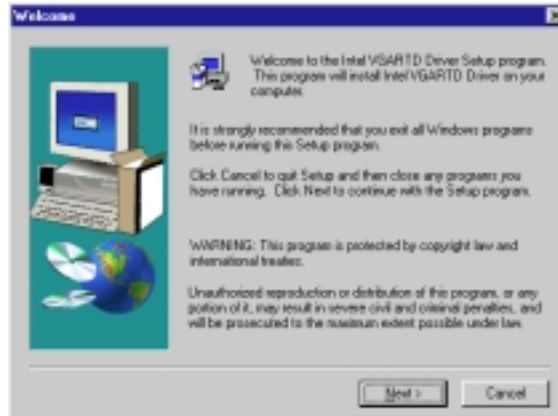 Welcome
Welcome to the Intel VGARTD Driver Setup program.
This program will install Intel VGARTD Driver on your
computer.
It is strongly recommended that you exit all Windows programs
before running this Setup program.
Click Cancel to quit Setup and then close any programs you
have running. Click Next to continue with the Setup program.
WARNING: This program is protected by copyright law and
international treaties.
Unauthorized reproduction or distribution of this program, or any
portion of it, may result in severe civil and criminal penalties, and
will be prosecuted to the maximum extent possible under law.
Next >
Cancel